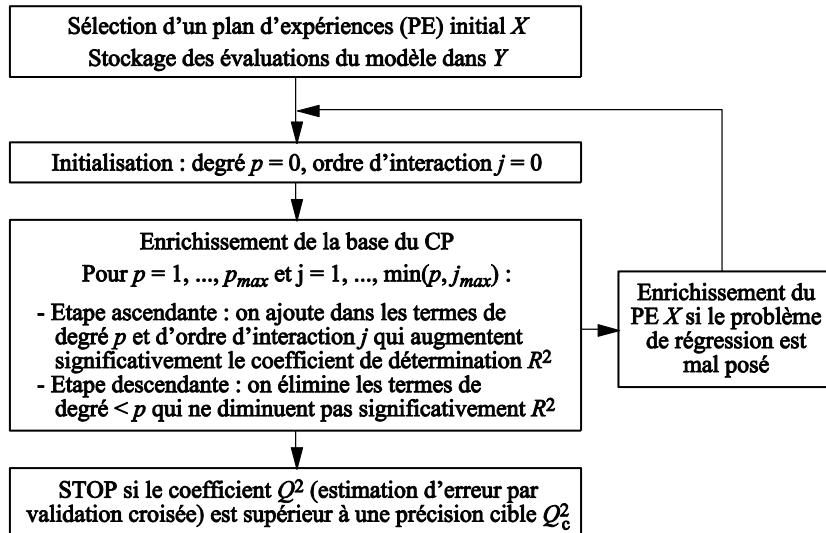 Sélection d’un plan d’expériences (PE) initial X
Stockage des évaluations du modèle dans Y
Initialisation : degré p = 0, ordre d’interaction j = 0
Enrichissement de la base du CP
Pour p = 1, ..., pmax et j = 1, ..., min(p, jmax) :
- Etape ascendante : on ajoute dans les termes de
degré p et d’ordre d’interaction j qui augmentent
significativement le coefficient de détermination R²
- Etape descendante : on élimine les termes de
degré < p qui ne diminuent pas significativement R²
Enrichissement du
PE X si le problème
de régression est
mal posé
STOP si le coefficient Q² (estimation d’erreur par
validation croisée) est supérieur à une précision cible Q²c